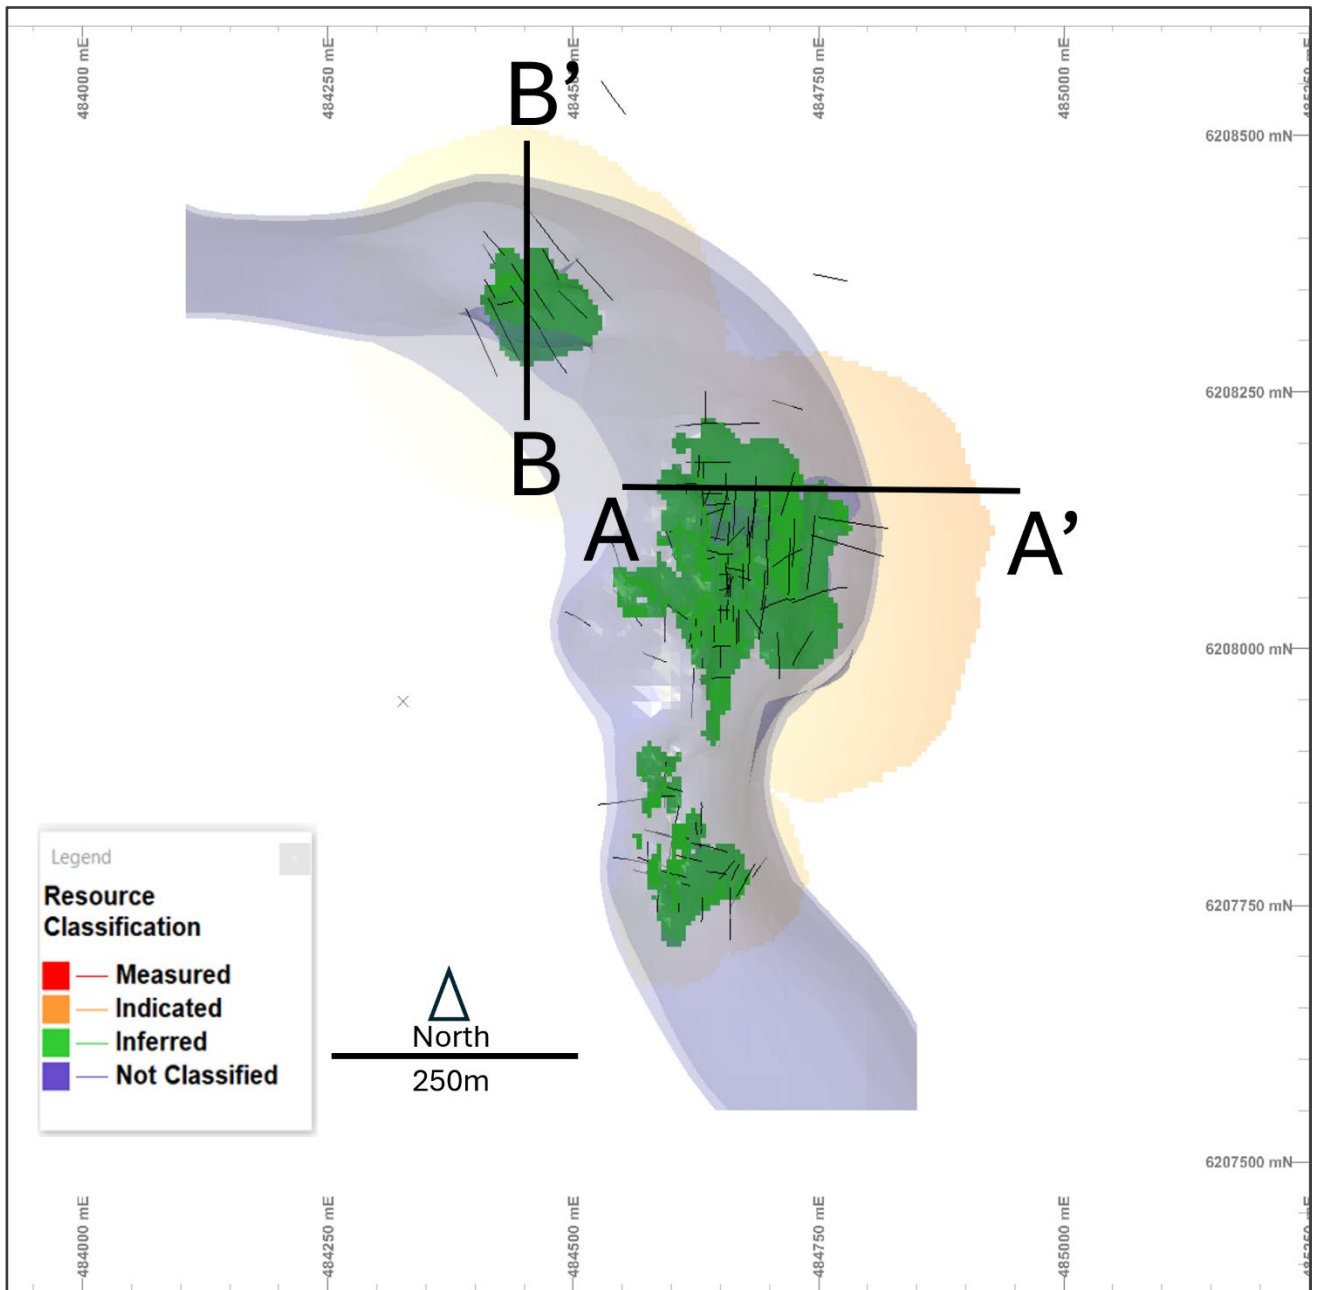 484000 mE
484250 mE
484500 mE
484750 mE
485000 mE
B’
6208500 mN
6208250 mN
B
A
A’
6208000 mN
Legend
Resource
Classification
Measured
Indicated
Inferred
Not Classified
6207750 mN
North
250m
6207500 mN
484000 mE
484250 mE
484500 mE
484750 mE
485000 mE